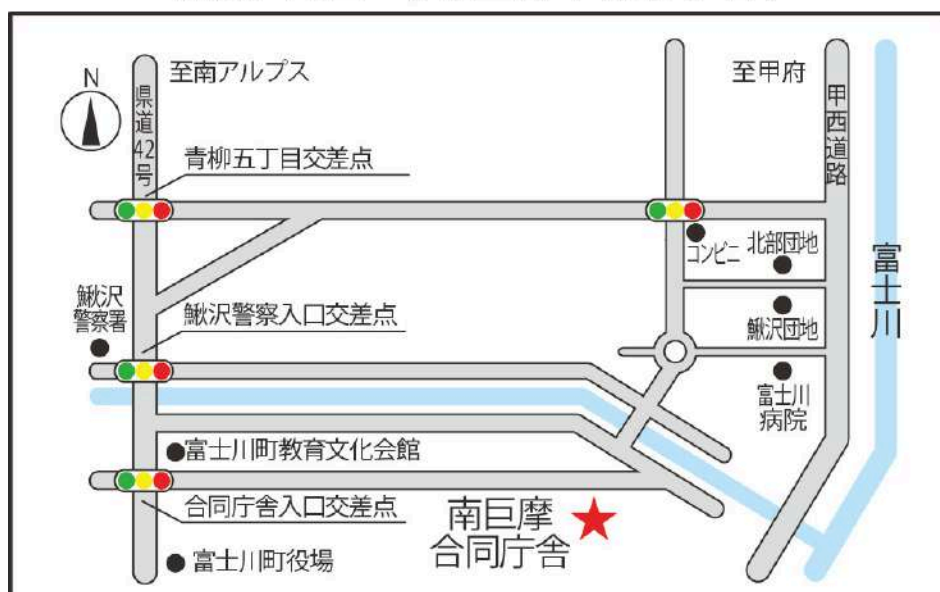 N
至南アルプス
至甲府
県道42号
甲西道路
青柳五丁目交差点
コンビニ
北部団地
富士川
鰍沢
警察署
鰍沢警察入口交差点
鰍沢団地
富士川
病院
富士川町教育文化会館
合同庁舎入口交差点
南巨摩
合同庁舎
富士川町役場